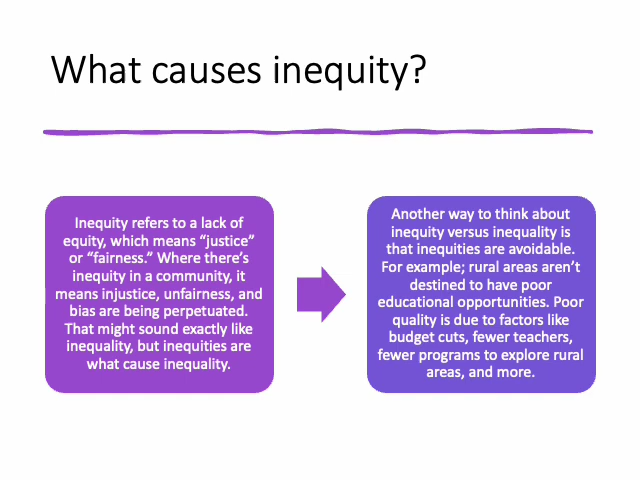 What causes inequity?
Inequity refers to a lack of
equity, which means “justice”
or “fairness.” Where there’s
inequity in a community, it
means injustice, unfairness, and
bias are being perpetuated.
That might sound exactly like
inequality, but inequities are
what cause inequality.
Another way to think about
inequity versus inequality is
that inequities are avoidable.
For example; rural areas aren’t
destined to have poor
educational opportunities. Poor
quality is due to factors like
budget cuts, fewer teachers,
fewer programs to explore rural
areas, and more.